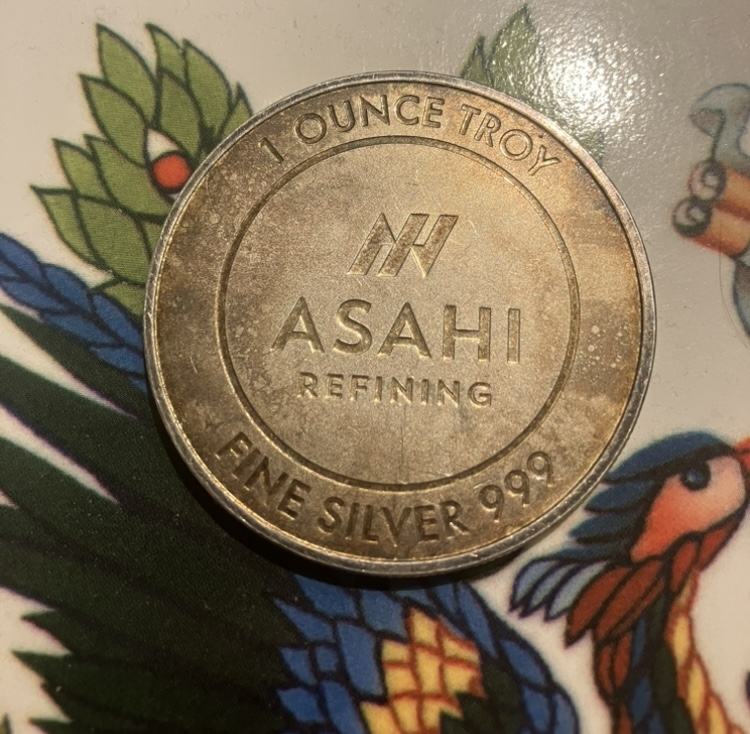 1 OUNCE TROY
ASAHI
REFINING
FINE SILVER 999